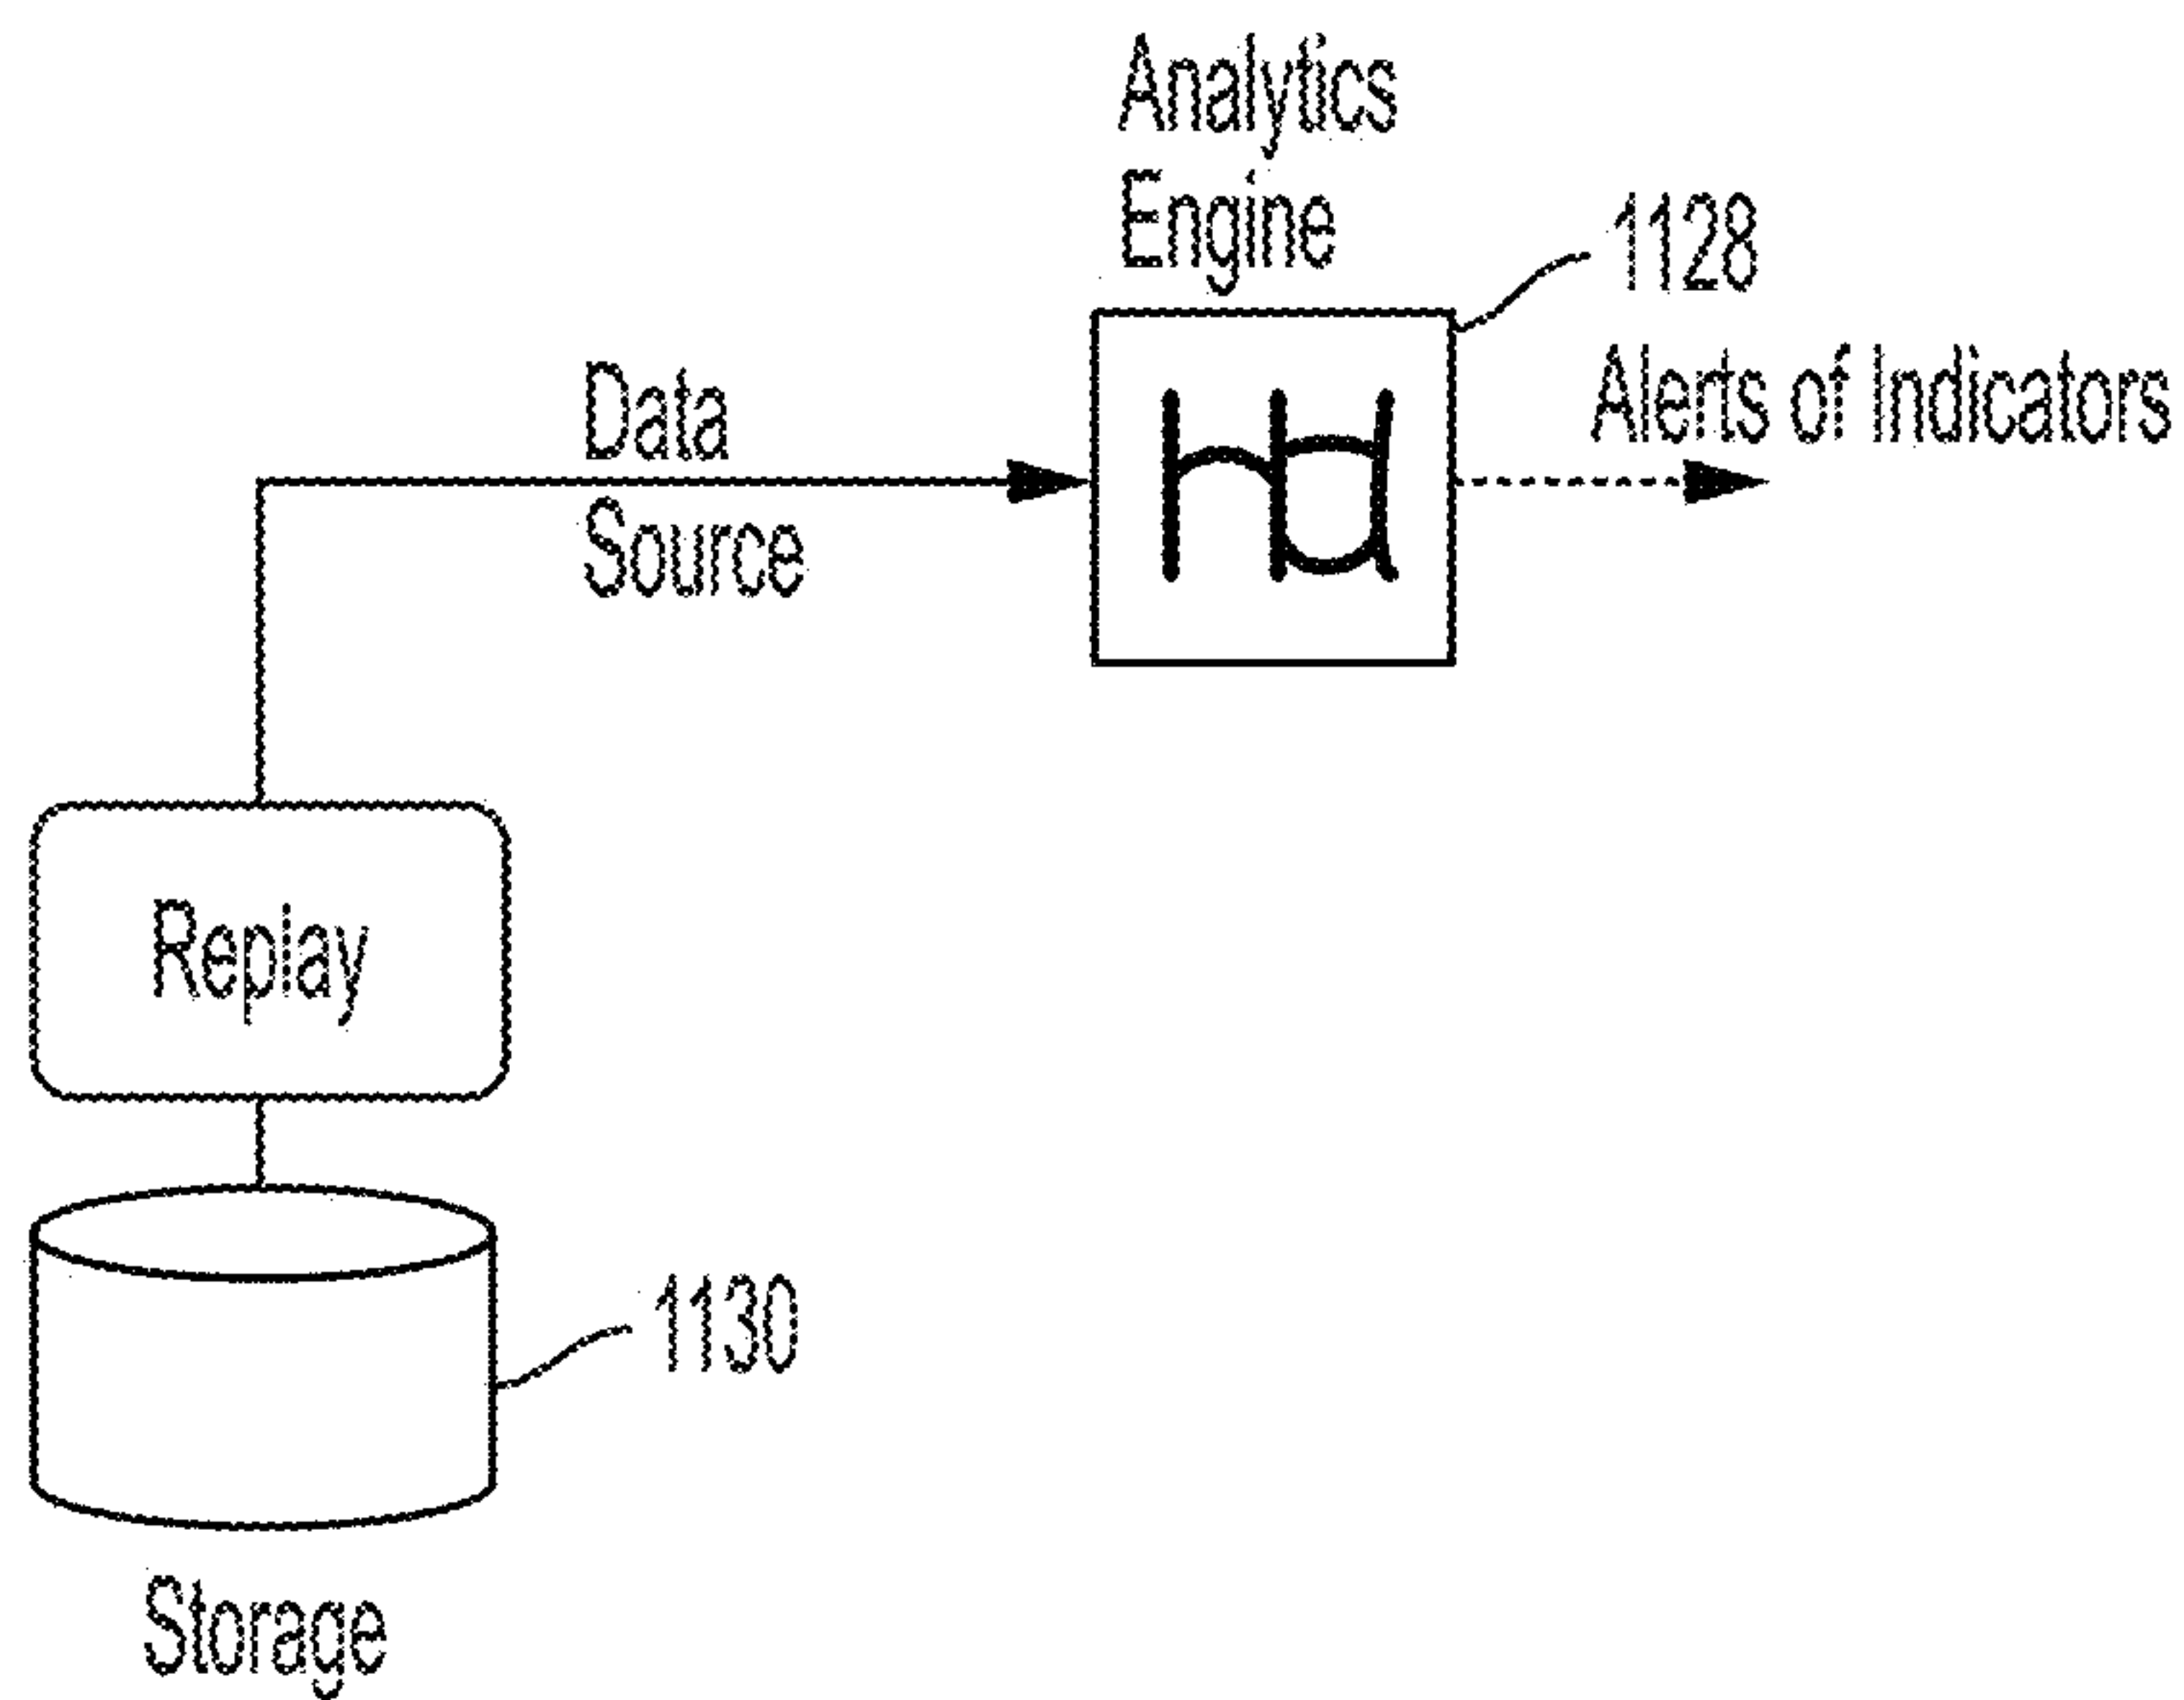 Analytics
Engine
1128
Alerts of Indicators
Data
Source
Replay
1130
Storage